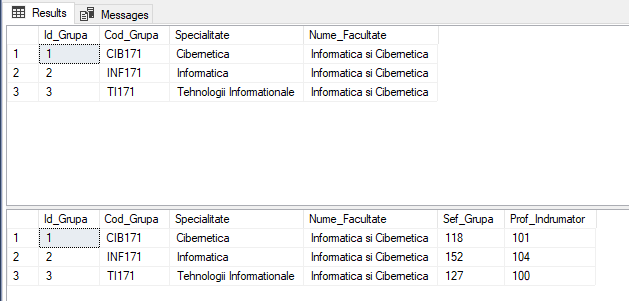 Results Messages
Id_Grupa Cod_Grupa Specialitate Nume_Facultate
1 1 CIB171 Cibernetica Informatica si Cibernetica
2 2 INF171 Informatica Informatica si Cibernetica
3 3 TI171 Tehnologii Informationale Informatica si Cibernetica
Id_Grupa Cod_Grupa Specialitate Nume_Facultate Sef_Grupa Prof_Indrumator
1 1 CIB171 Cibernetica Informatica si Cibernetica 118 101
2 2 INF171 Informatica Informatica si Cibernetica 152 104
3 3 TI171 Tehnologii Informationale Informatica si Cibernetica 127 100